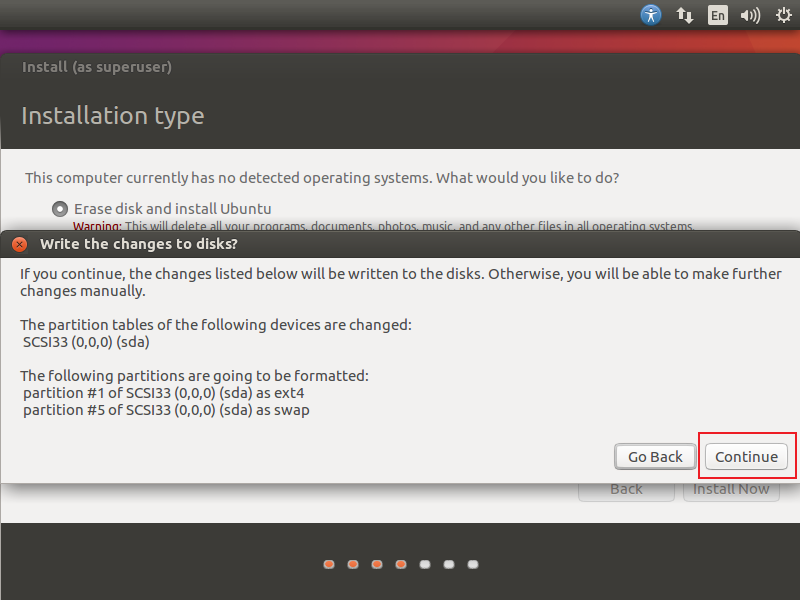 En
Install (as superuser)
Installation type
This computer currently has no detected operating systems. What would you like to do?
Erase disk and install Ubuntu
Warning: This will delete all your programs, documents, photos, music, and any other files in all operating systems.
Write the changes to disks?
If you continue, the changes listed below will be written to the disks. Otherwise, you will be able to make further
changes manually.
The partition tables of the following devices are changed:
SCSI33 (0,0,0) (sda)
The following partitions are going to be formatted:
partition #1 of SCSI33 (0,0,0) (sda) as ext4
partition #5 of SCSI33 (0,0,0) (sda) as swap
Go Back Continue
Back Install Now